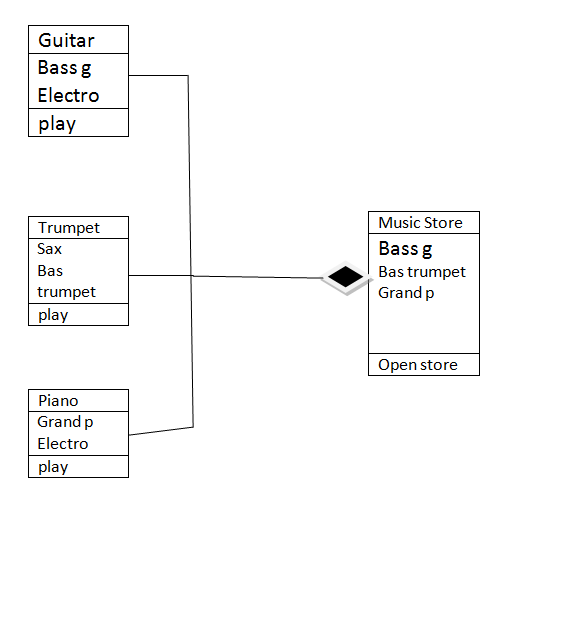 Guitar
Bass g
Electro
play
Trumpet
Sax
Bas
trumpet
play
Piano
Grand p
Electro
play
Music Store
Bass g
Bas trumpet
Grand p
Open store